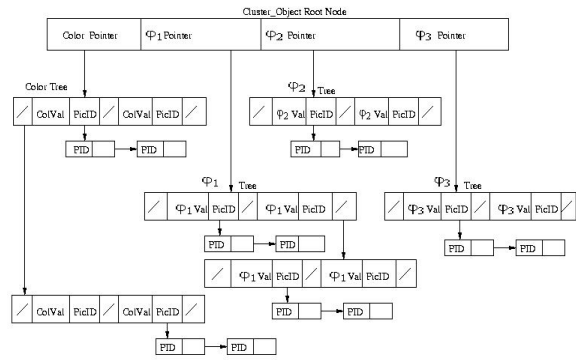 Cluster_Object Root Node
Color Pointer φ1 Pointer φ2 Pointer φ3 Pointer
Color Tree
φ2 Tree
ColVal PicID ColVal PicID
φ2 Val PicID φ2 Val PicID
PID PID
PID PID
φ1 Tree
φ3 Tree
φ1 Val PicID φ1 Val PicID
φ3 Val PicID φ3 Val PicID
PID PID
PID PID
φ1 Val PicID φ1 Val PicID
ColVal PicID ColVal PicID
PID PID
PID PID